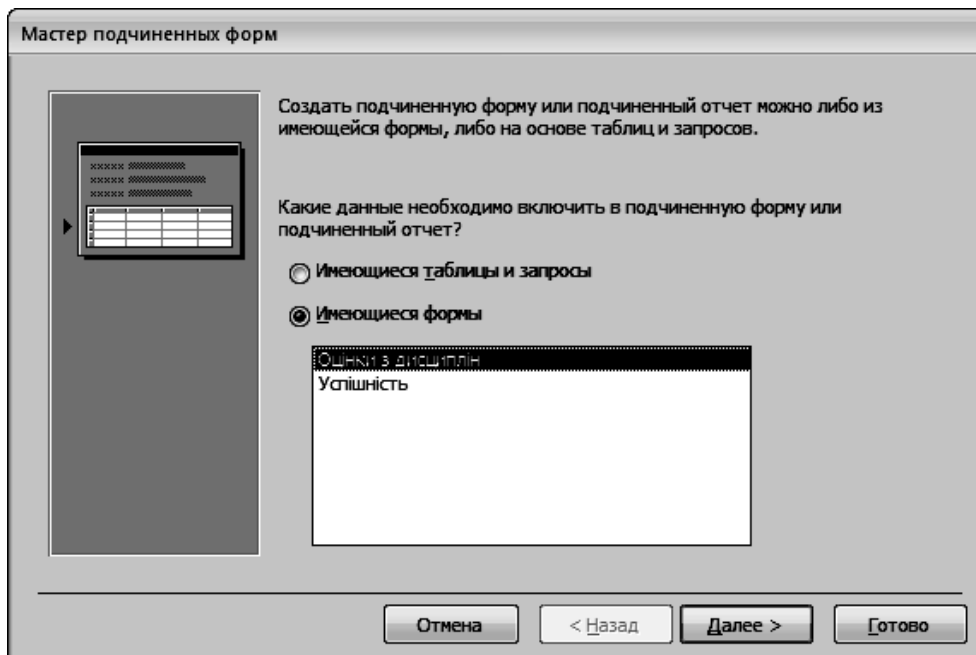 Мастер подчиненных форм
Создать подчиненную форму или подчиненный отчет можно либо из
имеющейся формы, либо на основе таблиц и запросов.
Какие данные необходимо включить в подчиненную форму или
подчиненный отчет?
Имеющиеся таблицы и запросы
Имеющиеся формы
Оцінки з дисциплін
Успішність
Отмена
< Назад
Далее >
Готово